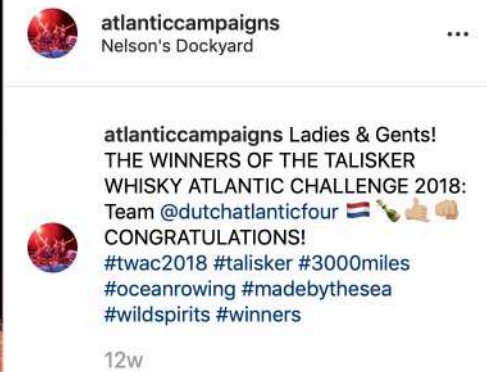 atlanticcampaigns
Nelson's Dockyard
atlanticcampaigns Ladies & Gents!
THE WINNERS OF THE TALISKER
WHISKY ATLANTIC CHALLENGE 2018:
Team @dutchatlanticfour 🇳🇱🍾🤙🏼👊🏼
CONGRATULATIONS!
#twac2018 #talisker #3000miles
#oceanrowing #madebythesea
#wildspirits #winners
12w